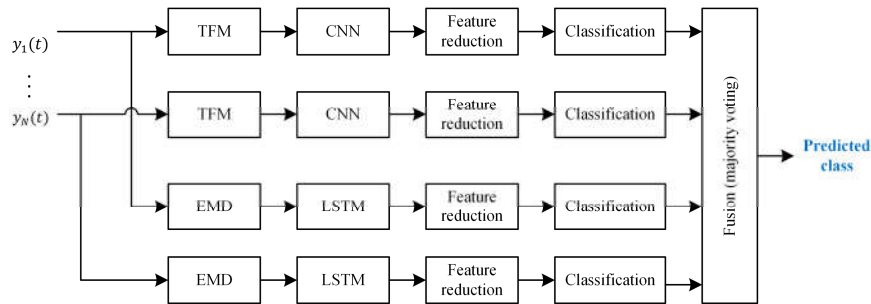 y₁(t)
TFM
CNN
Feature
reduction
Classification
⋮
y_N(t)
TFM
CNN
Feature
reduction
Classification
EMD
LSTM
Feature
reduction
Classification
EMD
LSTM
Feature
reduction
Classification
Fusion (majority voting)
Predicted
class